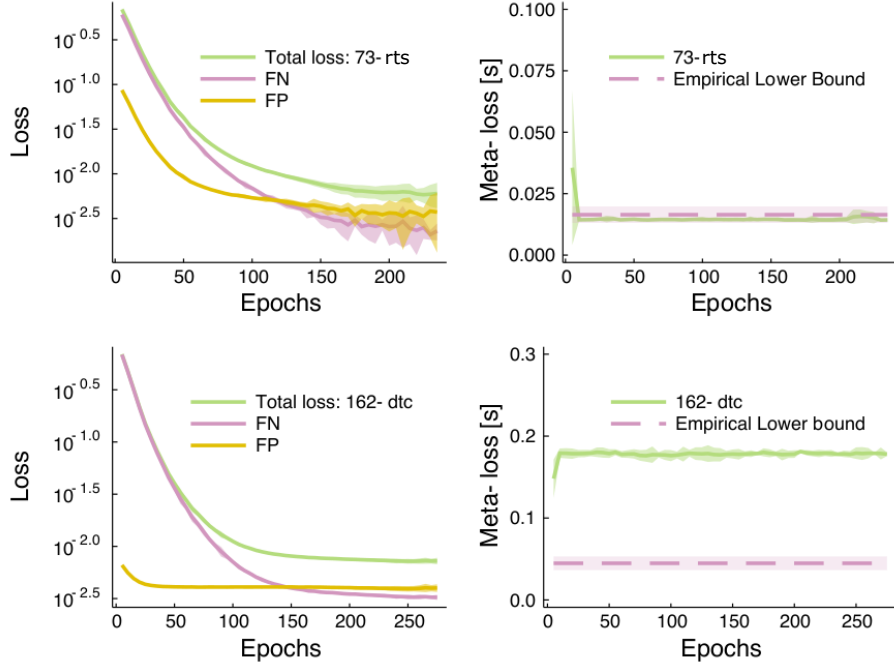 10^-0.5
10^-1.0
10^-1.5
10^-2.0
10^-2.5
Loss
Total loss: 73-rts
FN
FP
0 50 100 150 200
Epochs
0.100
0.075
0.050
0.025
0.000
Meta- loss [s]
73-rts
Empirical Lower Bound
0 100 200
Epochs
10^-0.5
10^-1.0
10^-1.5
10^-2.0
10^-2.5
Loss
Total loss: 162- dtc
FN
FP
0 50 100 150 200 250
Epochs
0.3
0.2
0.1
0.0
Meta- loss [s]
162- dtc
Empirical Lower bound
0 50 100 150 200 250
Epochs